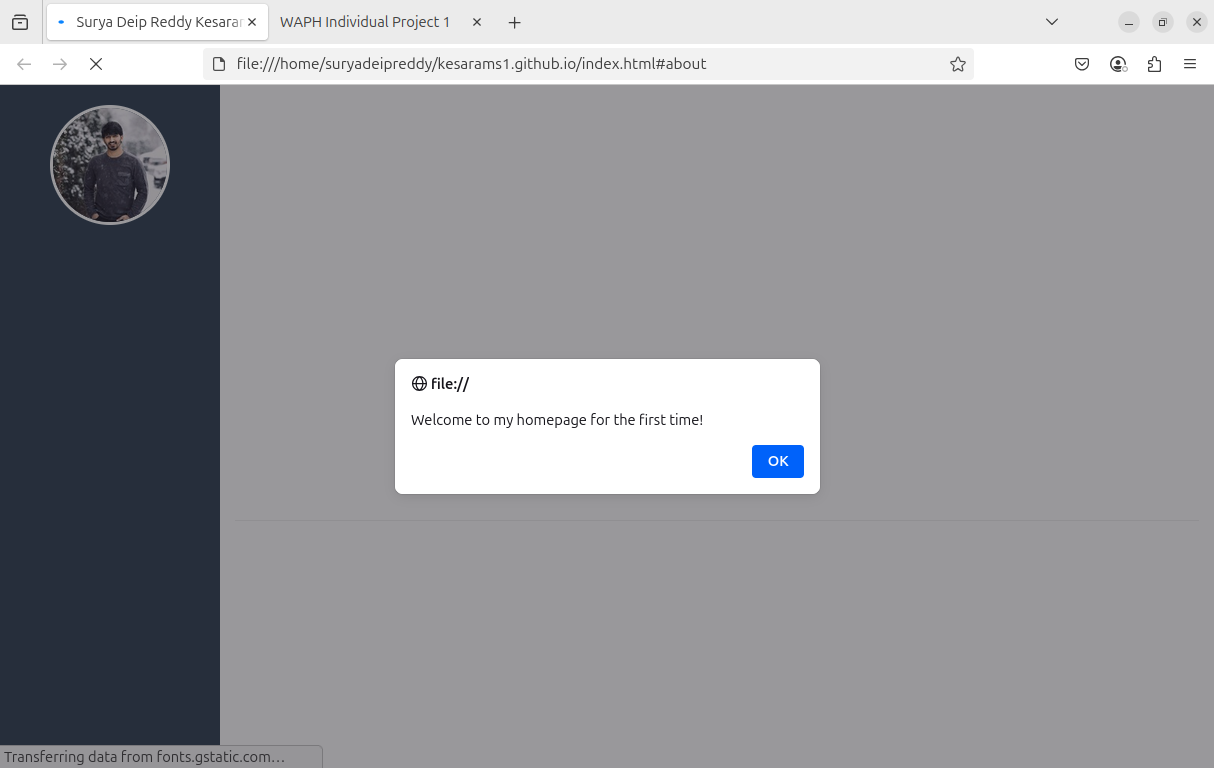 Surya Deip Reddy Kesarar
WAPH Individual Project 1
file:///home/suryadeipreddy/kesarams1.github.io/index.html#about
file://
Welcome to my homepage for the first time!
OK
Transferring data from fonts.gstatic.com…